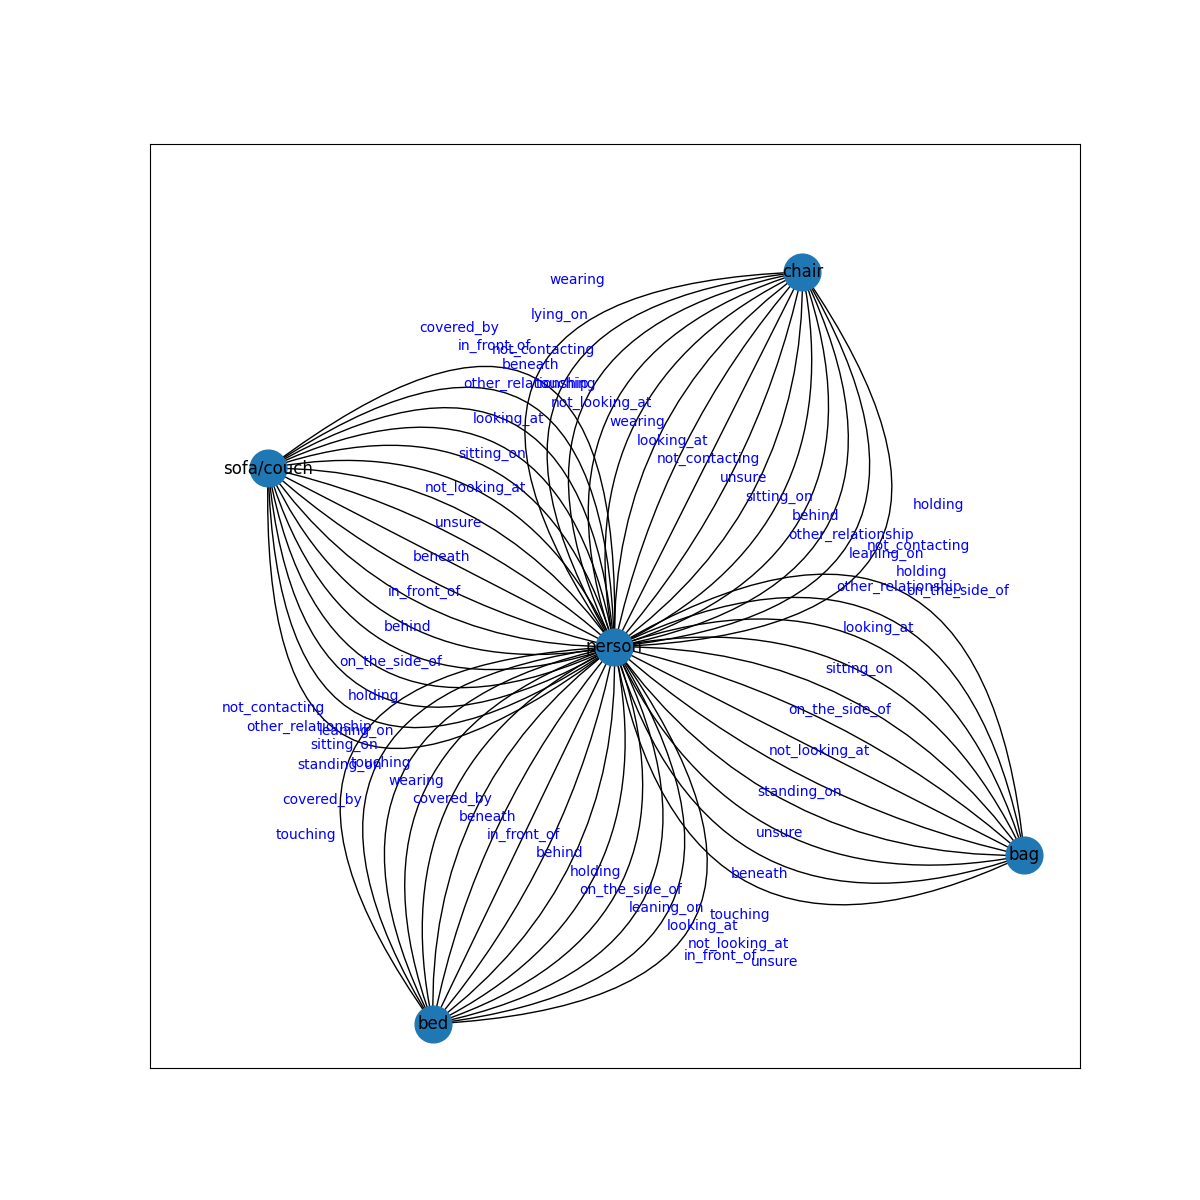 chair
wearing
lying_on
covered_by
in_front_of
not_contacting
beneath
other_relationship
touching
not_looking_at
wearing
looking_at
looking_at
sitting_on
not_contacting
sofa/couch
unsure
not_looking_at
sitting_on
holding
behind
unsure
other_relationship
not_contacting
leaning_on
beneath
holding
other_relationship
on_the_side_of
in_front_of
behind
looking_at
person
on_the_side_of
sitting_on
holding
not_contacting
on_the_side_of
other_relationship
leaning_on
sitting_on
not_looking_at
standing_on
touching
wearing
standing_on
covered_by
covered_by
beneath
touching
unsure
in_front_of
behind
bag
holding
beneath
on_the_side_of
leaning_on
touching
looking_at
not_looking_at
in_front_of
unsure
bed